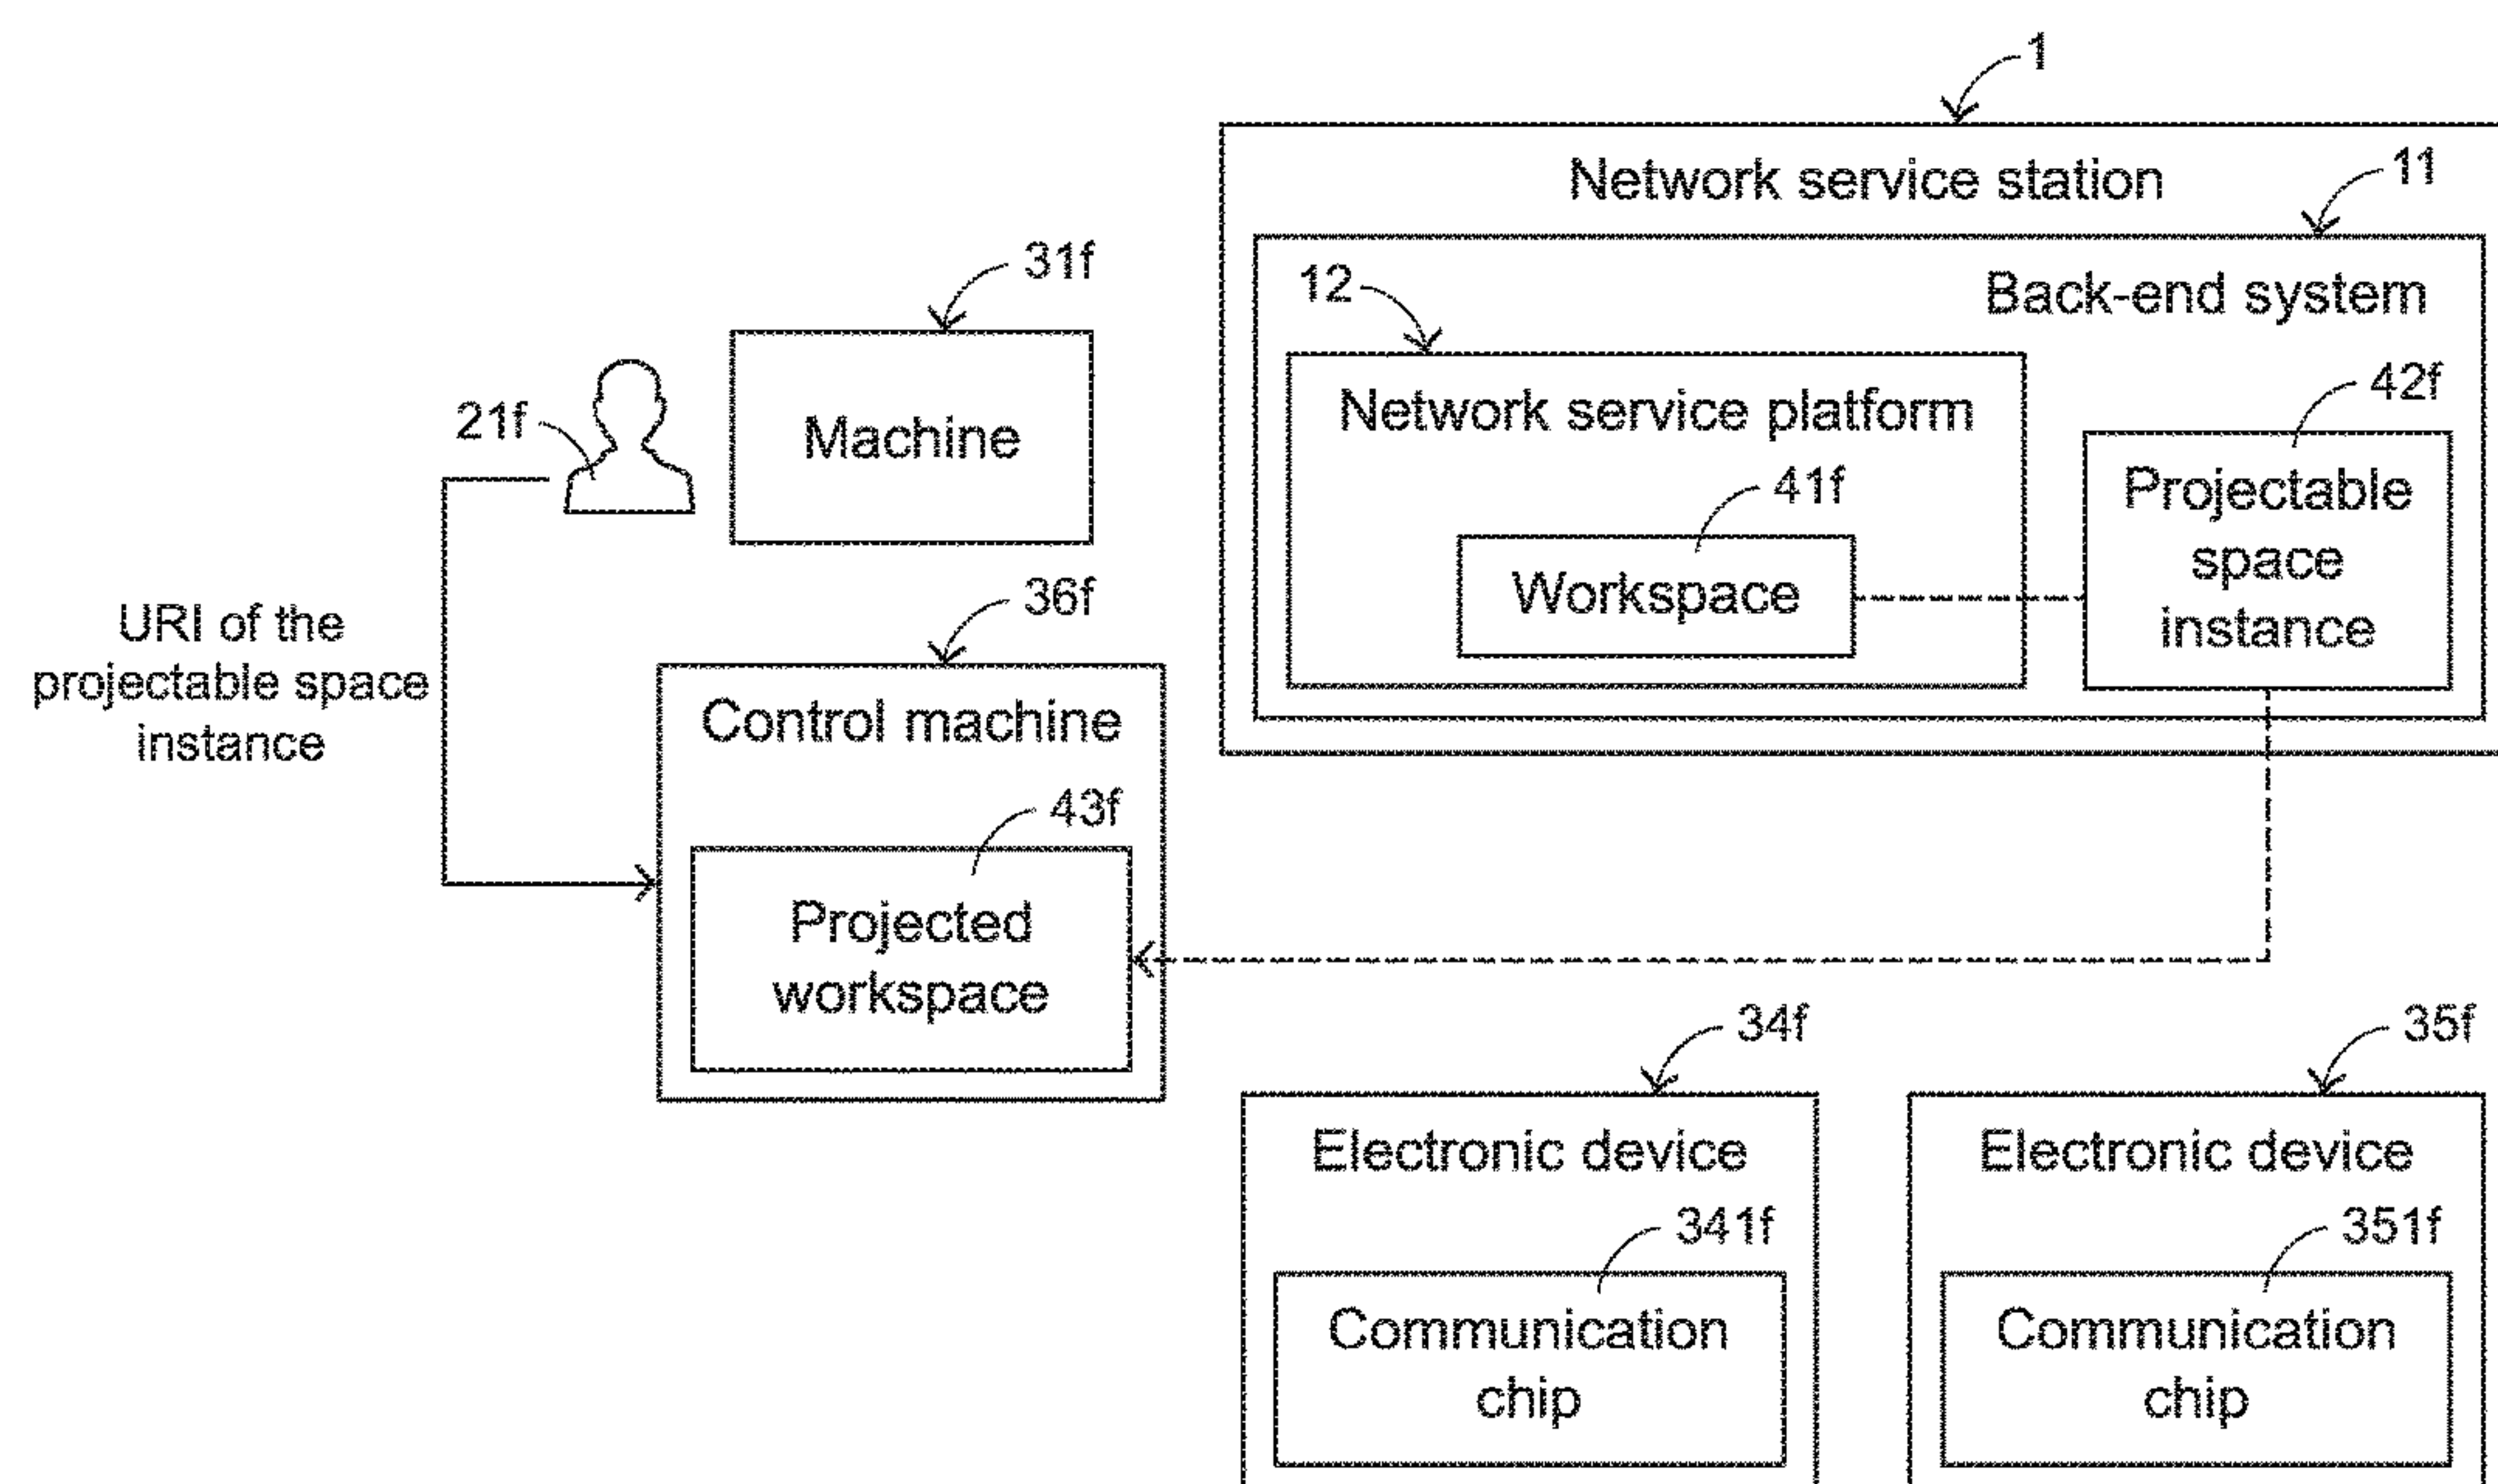 1
Network service station
11
Back-end system
12
Network service platform
42f
Projectable
space
instance
41f
Workspace
31f
Machine
21f
URI of the
projectable space
instance
36f
Control machine
43f
Projected
workspace
34f
Electronic device
341f
Communication
chip
35f
Electronic device
351f
Communication
chip